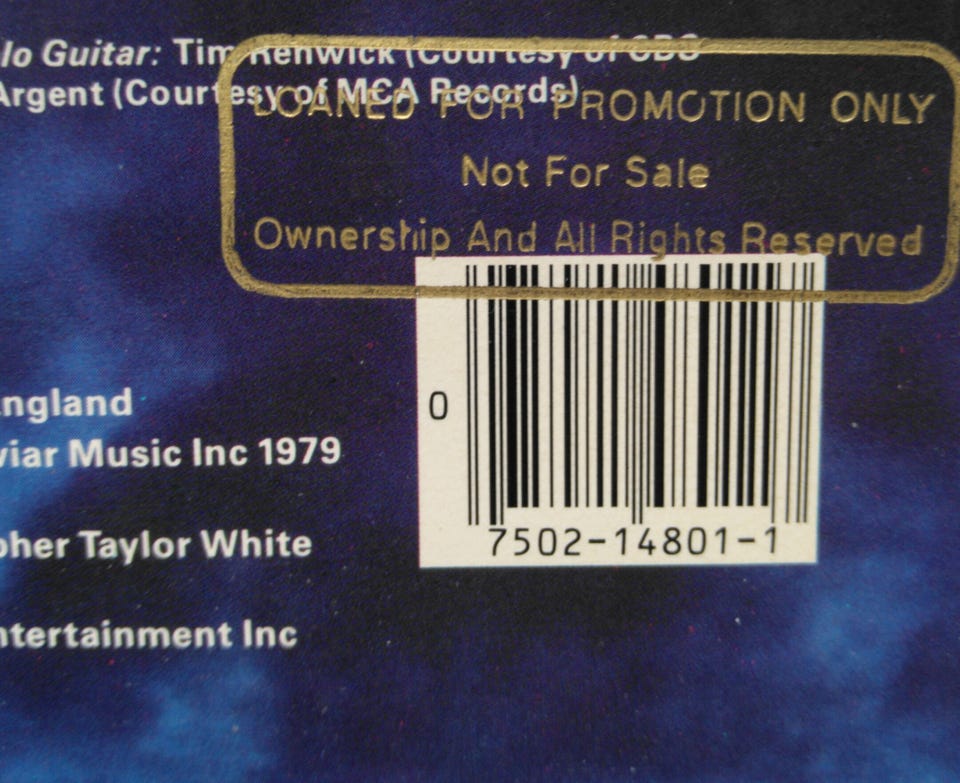 lo Guitar: Tim Renwick (Courtesy of CBS
Argent (Courtesy of MCA Records)
LOANED FOR PROMOTION ONLY
Not For Sale
Ownership And All Rights Reserved
ngland
viar Music Inc 1979
0
7502-14801-1
pher Taylor White
ntertainment Inc